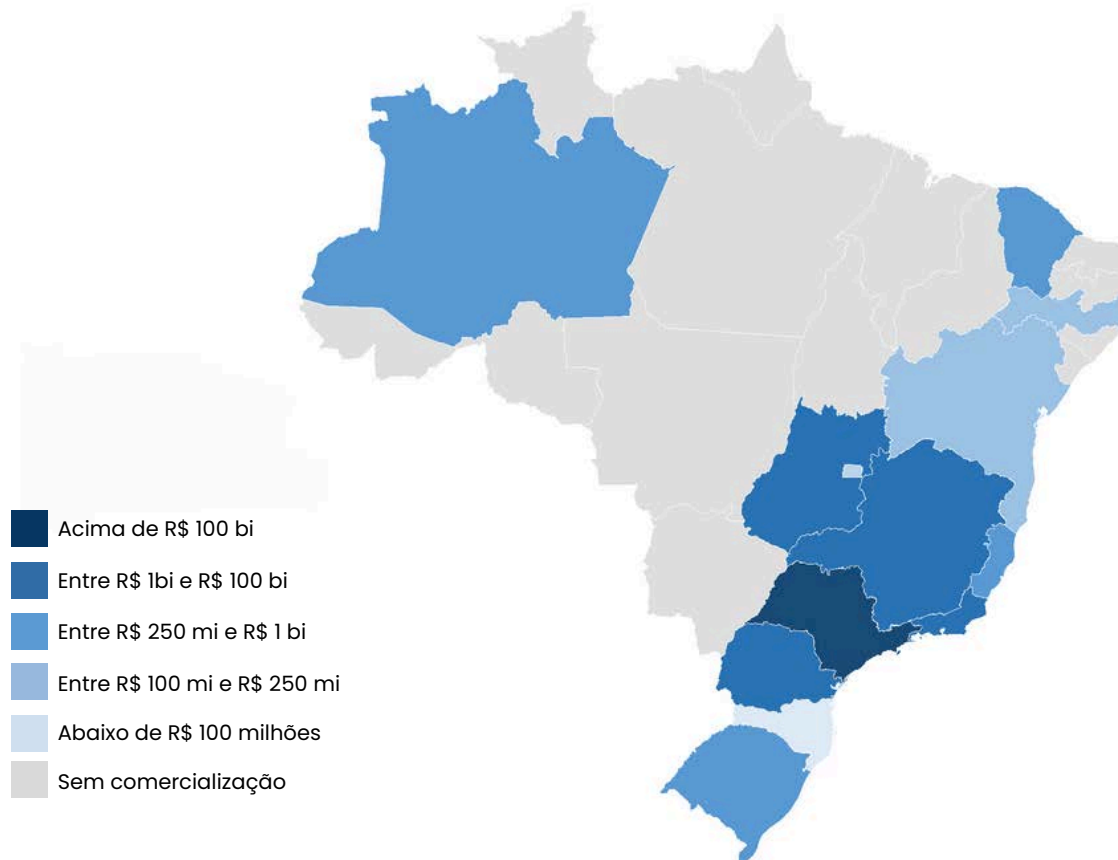 Acima de R$ 100 bi
Entre R$ 1bi e R$ 100 bi
Entre R$ 250 mi e R$ 1 bi
Entre R$ 100 mi e R$ 250 mi
Abaixo de R$ 100 milhões
Sem comercialização